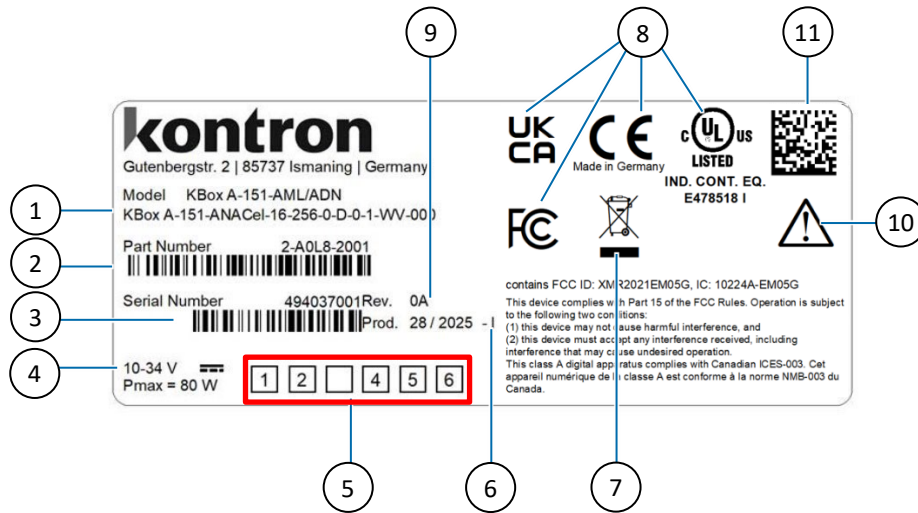 9
8
11
kontron
Gutenbergstr. 2 | 85737 Ismaning | Germany
Model KBox A-151-AML/ADN
KBox A-151-ANACel-16-256-0-D-0-1-WV-000
1
Part Number 2-A0L8-2001
2
Serial Number 494037001 Rev. 0A
3
Prod. 28 / 2025 - I
10-34 V
Pmax = 80 W
4
1 2 4 5 6
UK
CA
CE
Made in Germany
C UL US
LISTED
IND. CONT. EQ.
E478518 I
FC
10
contains FCC ID: XMR2021EM05G, IC: 10224A-EM05G
This device complies with Part 15 of the FCC Rules. Operation is subject
to the following two conditions:
(1) this device may not cause harmful interference, and
(2) this device must accept any interference received, including
interference that may cause undesired operation.
This class A digital apparatus complies with Canadian ICES-003. Cet
appareil numérique de la classe A est conforme à la norme NMB-003 du
Canada.
5
6
7